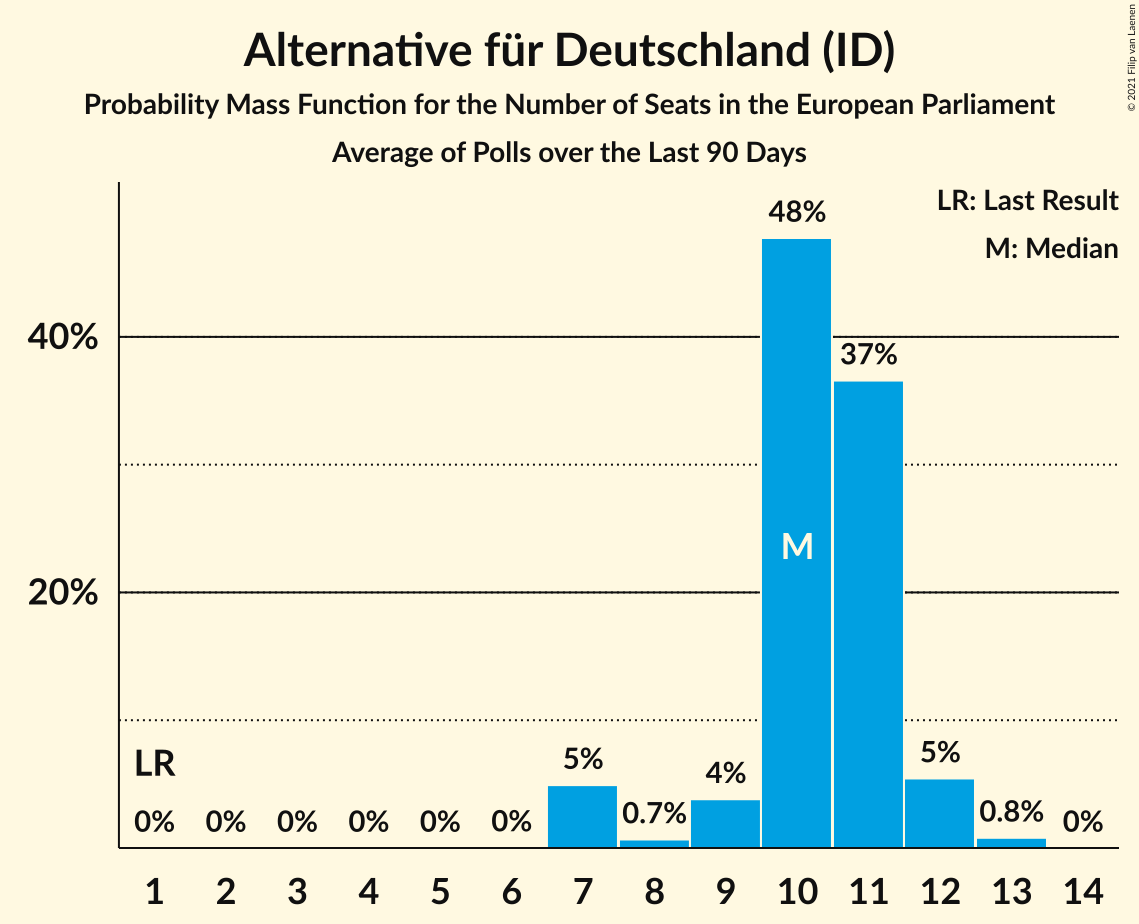 Alternative für Deutschland (ID)
Probability Mass Function for the Number of Seats in the European Parliament
Average of Polls over the Last 90 Days
© 2021 Filip van Laenen
LR: Last Result
M: Median
48%
40%
37%
M
20%
LR
5%
4%
5%
0% 0% 0% 0% 0% 0% 0.7% 0.8% 0%
1 2 3 4 5 6 7 8 9 10 11 12 13 14